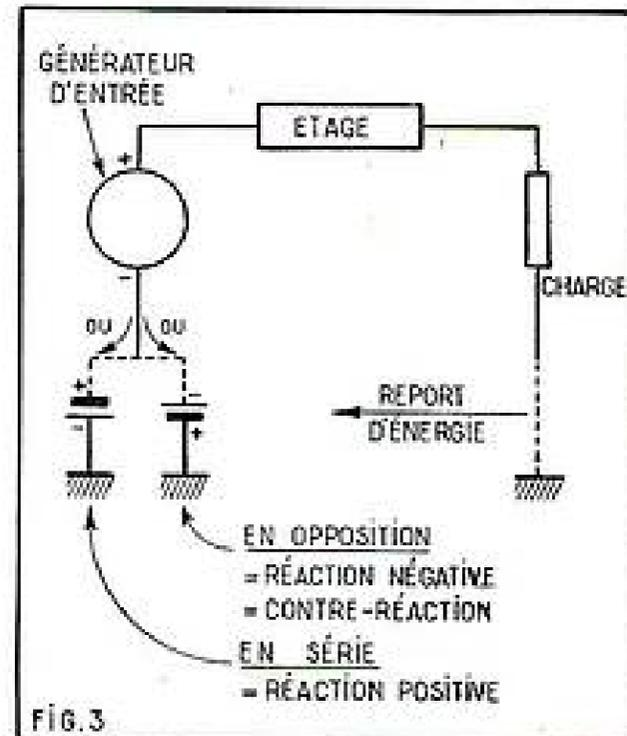 GÉNÉRATEUR
D'ENTRÉE
ETAGE
+
-
CHARGE
OU OU
+
-
-
+
REPORT
D'ÉNERGIE
EN OPPOSITION
= RÉACTION NÉGATIVE
= CONTRE-RÉACTION
EN SÉRIE
= RÉACTION POSITIVE
FIG.3